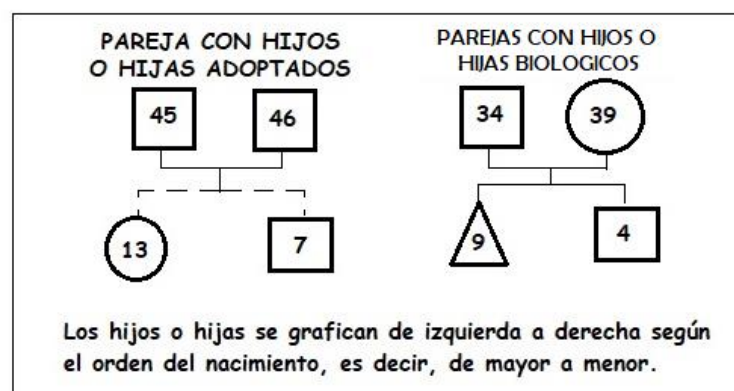 PAREJA CON HIJOS
O HIJAS ADOPTADOS
45
46
13
7
PAREJAS CON HIJOS O
HIJAS BIOLOGICOS
34
39
9
4
Los hijos o hijas se grafican de izquierda a derecha según
el orden del nacimiento, es decir, de mayor a menor.